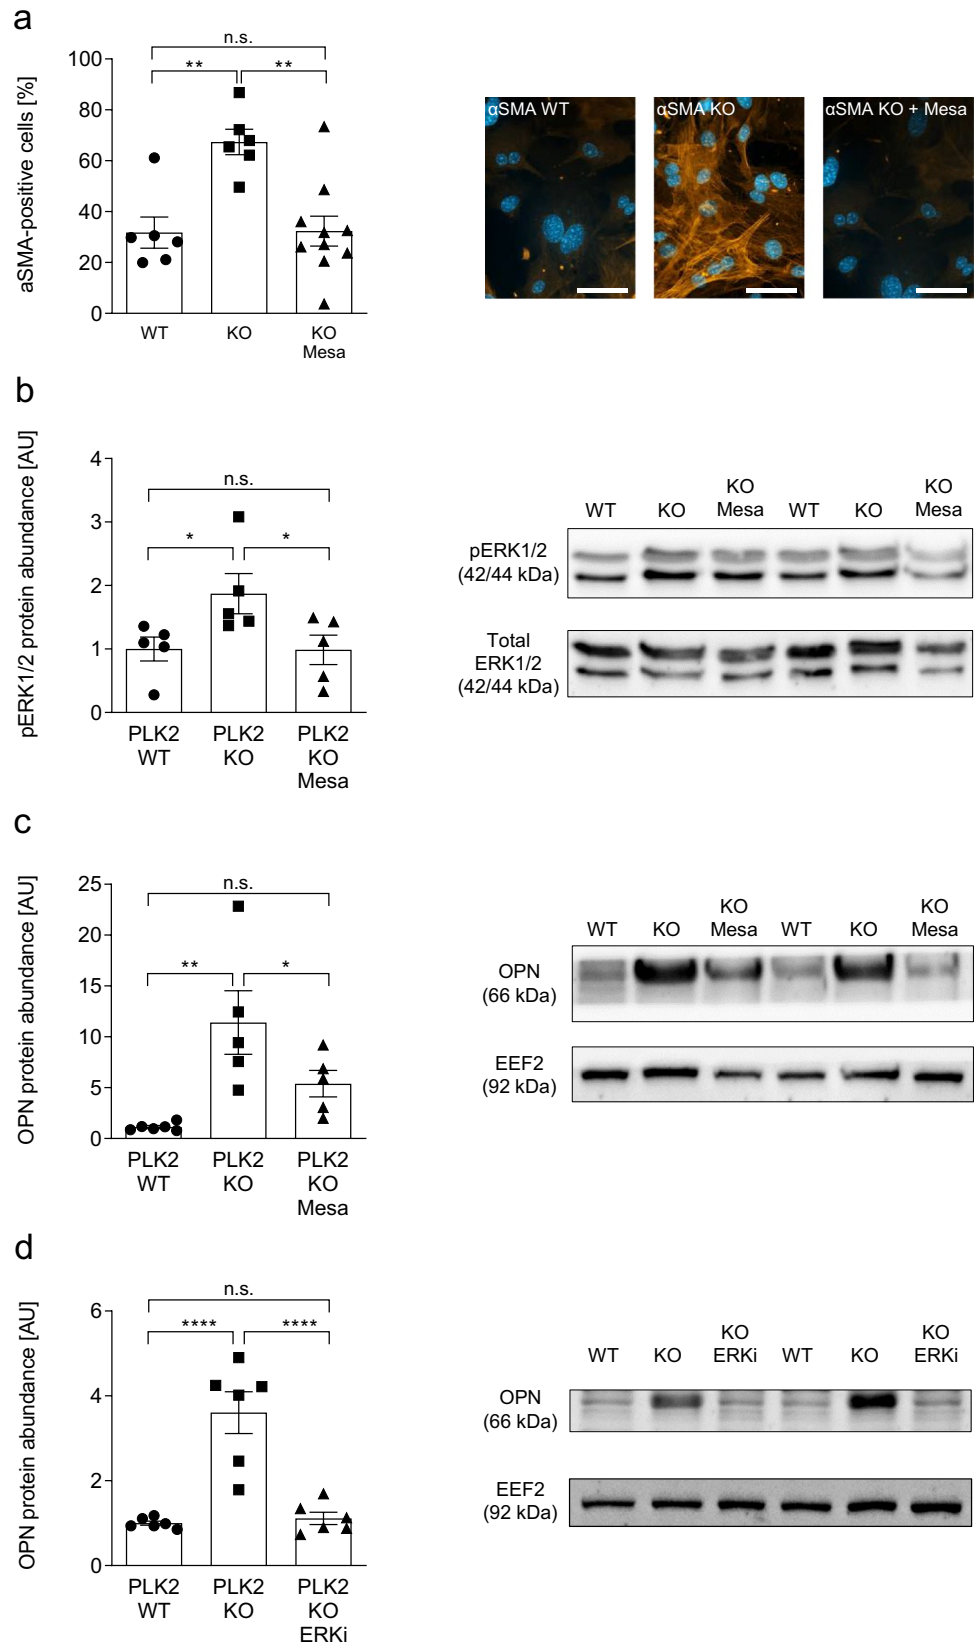 a
aSMA-positive cells [%]
100
80
60
40
20
0
n.s.
** **
WT KO KO
Mesa
αSMA WT αSMA KO αSMA KO + Mesa
b
pERK1/2 protein abundance [AU]
4
3
2
1
0
n.s.
* *
PLK2 PLK2 PLK2
WT KO KO
Mesa
KO KO
WT KO Mesa WT KO Mesa
pERK1/2
(42/44 kDa)
Total
ERK1/2
(42/44 kDa)
c
OPN protein abundance [AU]
25
20
15
10
5
0
n.s.
** *
PLK2 PLK2 PLK2
WT KO KO
Mesa
KO KO
WT KO Mesa WT KO Mesa
OPN
(66 kDa)
EEF2
(92 kDa)
d
OPN protein abundance [AU]
6
4
2
0
n.s.
**** ****
PLK2 PLK2 PLK2
WT KO KO
ERKi
KO KO
WT KO ERKi WT KO ERKi
OPN
(66 kDa)
EEF2
(92 kDa)